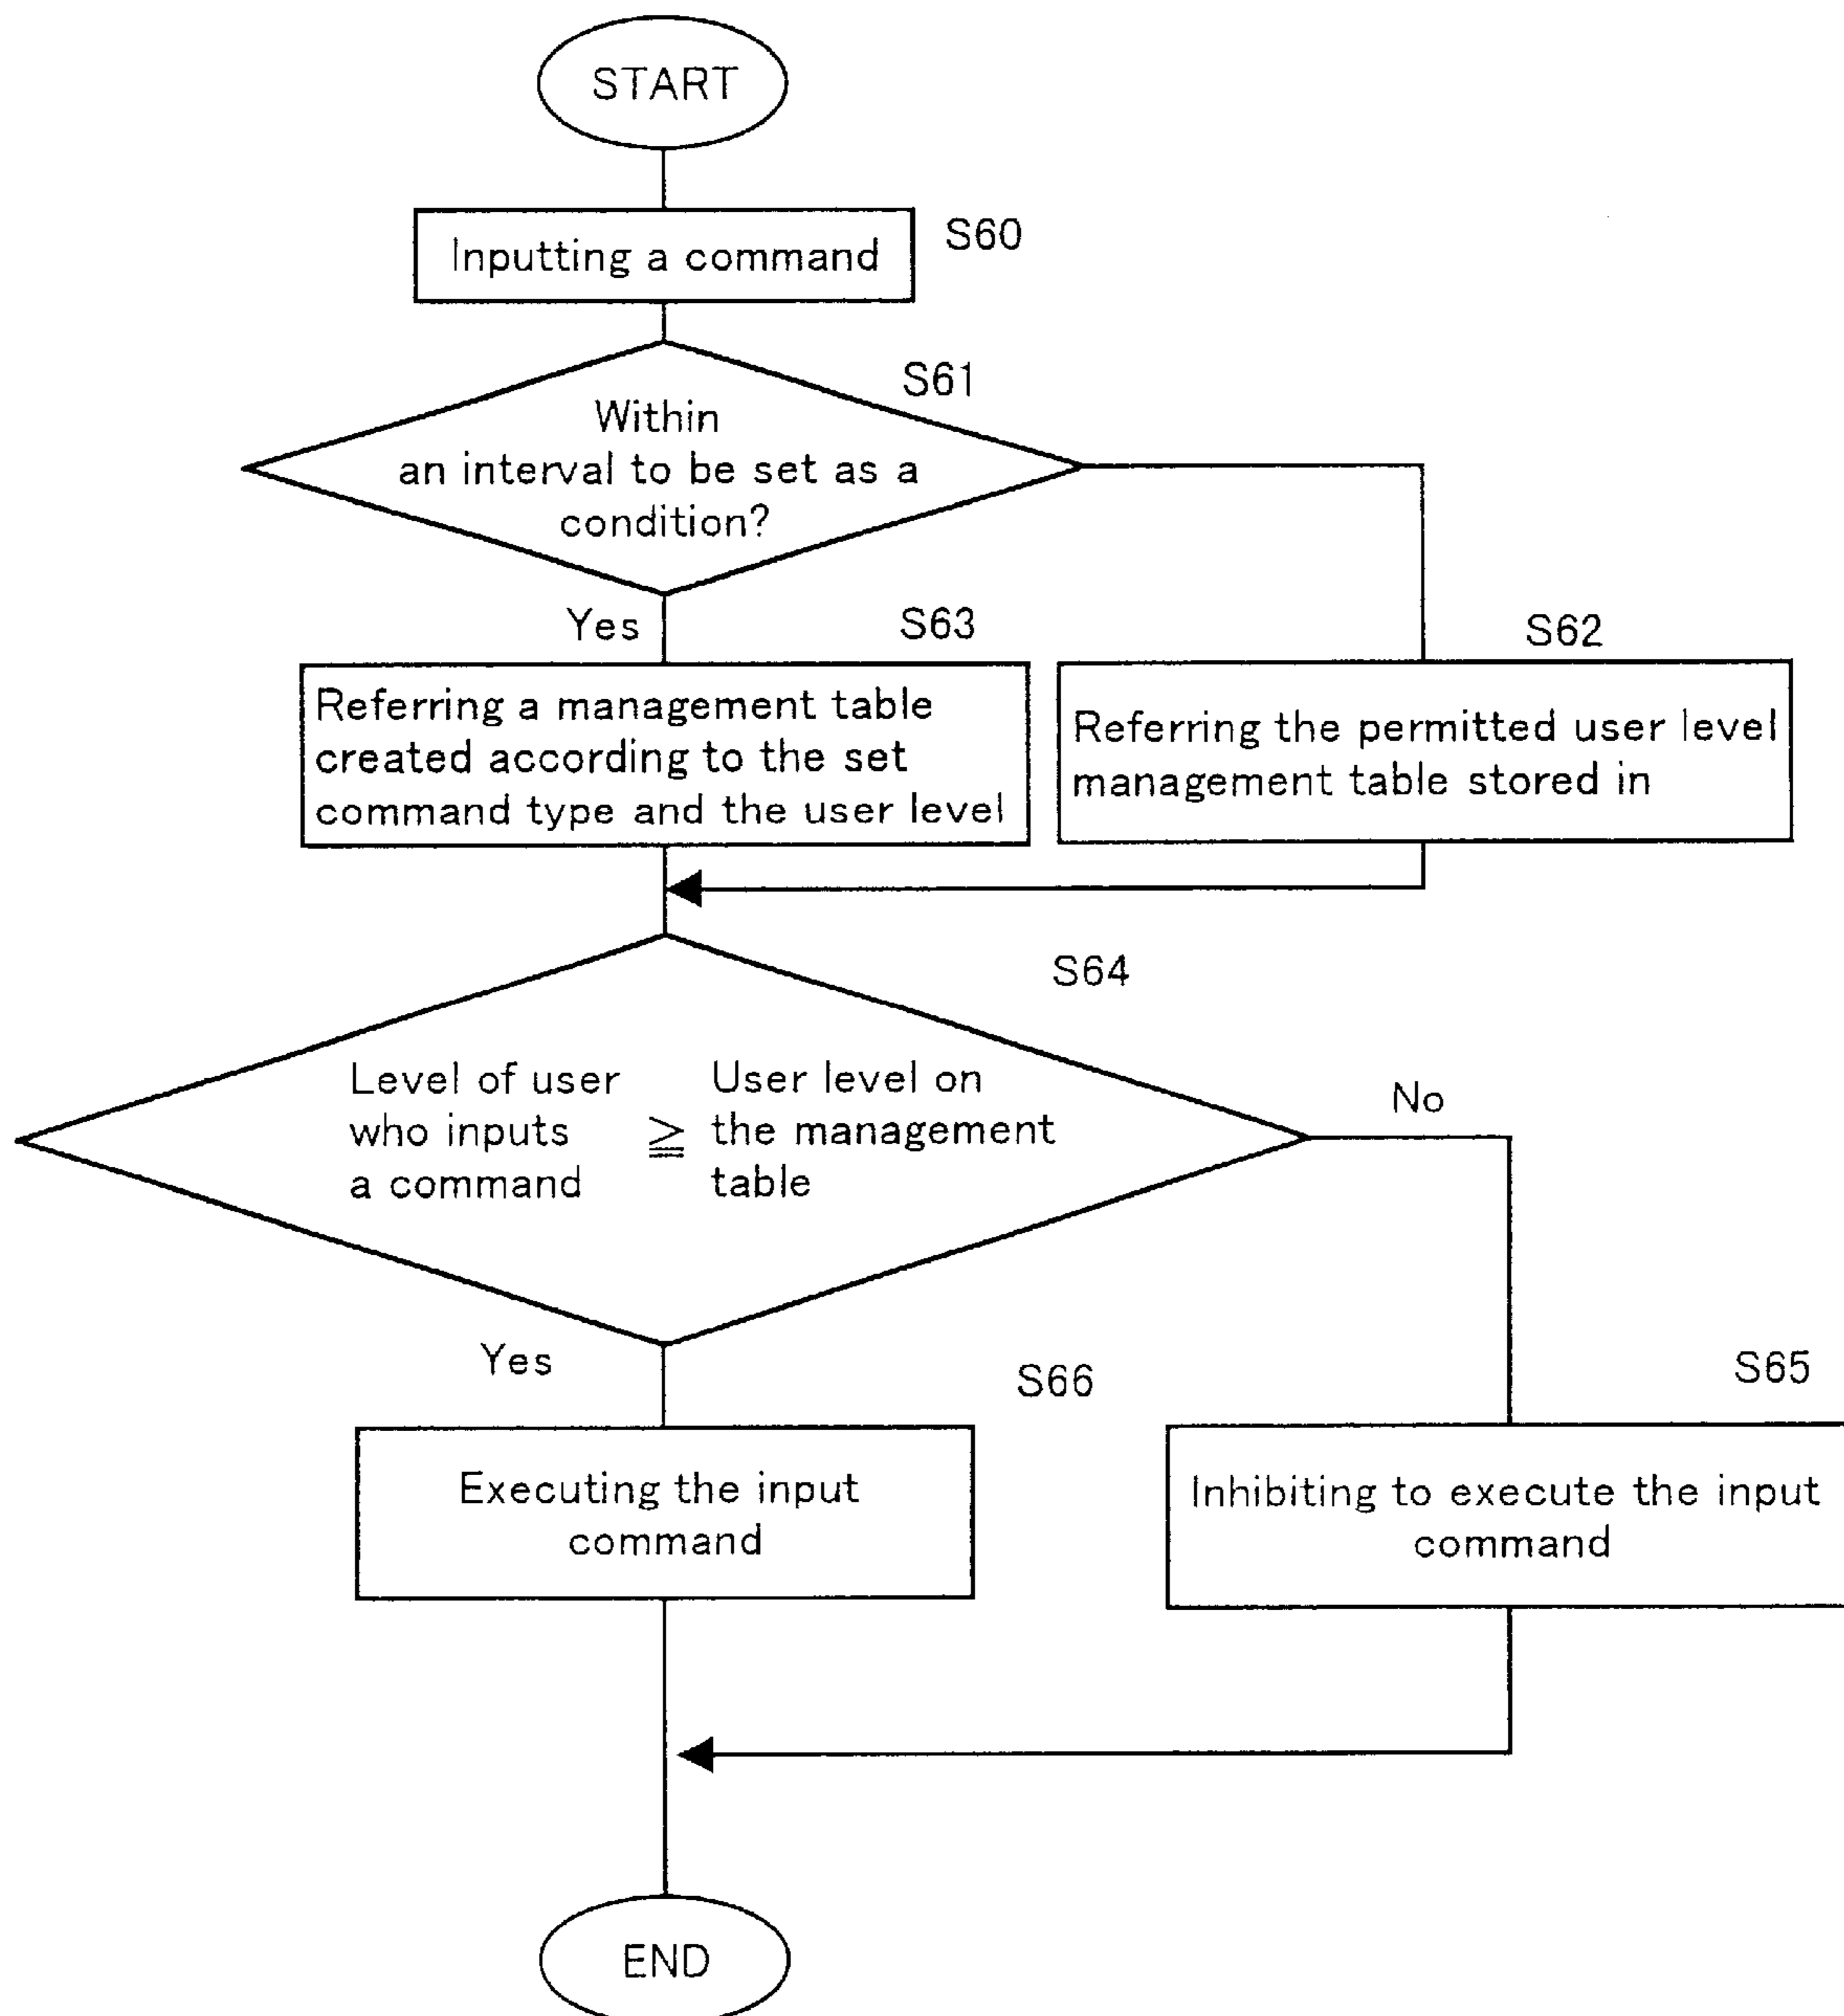 START
Inputting a command
S60
S61
Within
an interval to be set as a
condition?
Yes
S63
S62
Referring a management table
created according to the set
command type and the user level
Referring the permitted user level
management table stored in
S64
Level of user
who inputs
a command
≧
User level on
the management
table
No
Yes
S66
S65
Executing the input
command
Inhibiting to execute the input
command
END